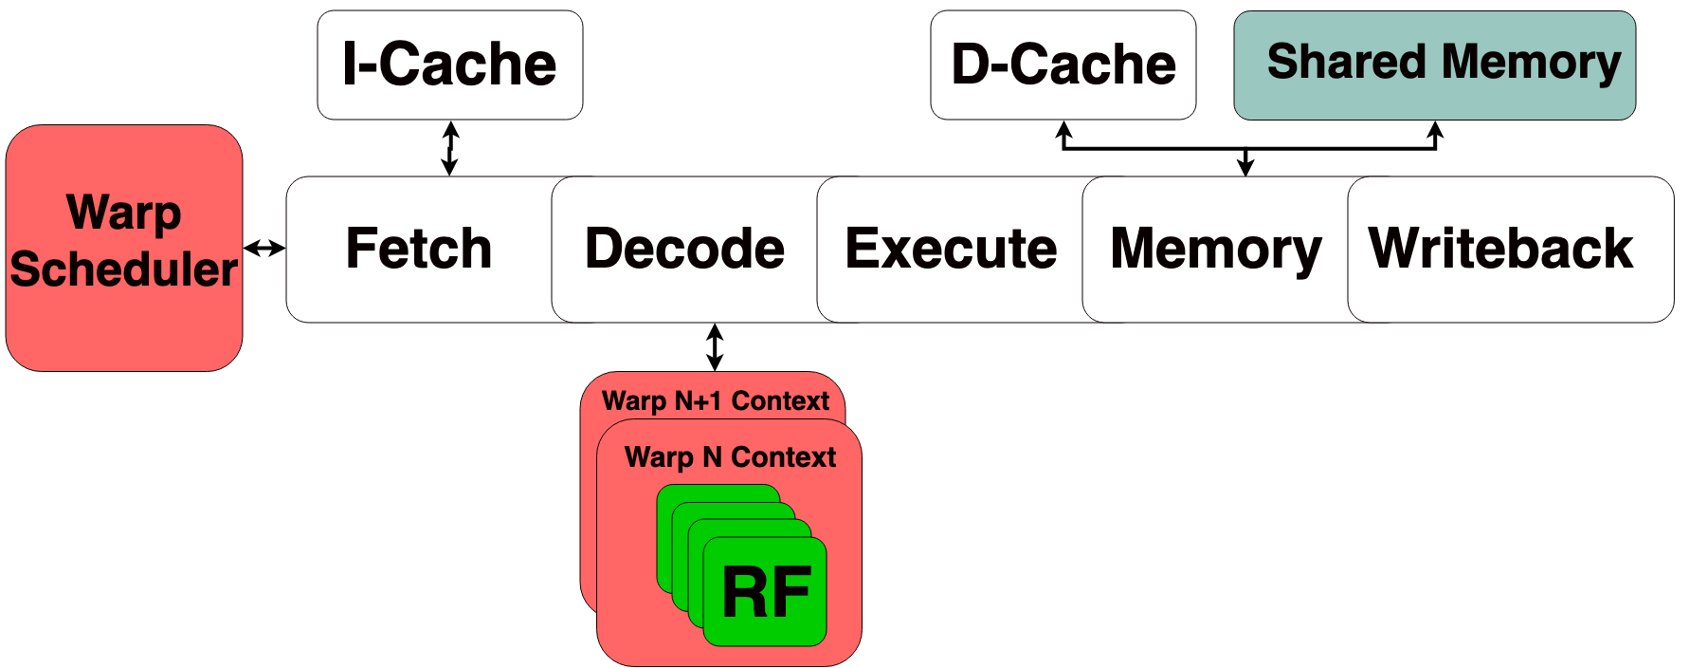 I-Cache
D-Cache
Shared Memory
Warp
Scheduler
Fetch
Decode
Execute
Memory
Writeback
Warp N+1 Context
Warp N Context
RF